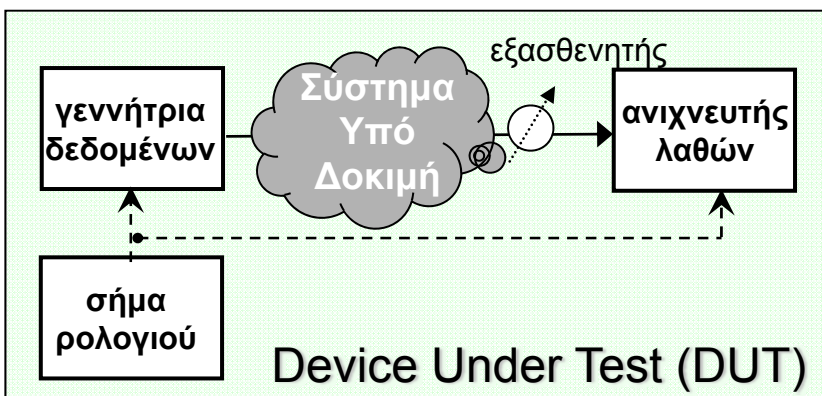 εξασθενητής
γεννήτρια
δεδομένων
Σύστημα
Υπό
Δοκιμή
ανιχνευτής
λαθών
σήμα
ρολογιού
Device Under Test (DUT)